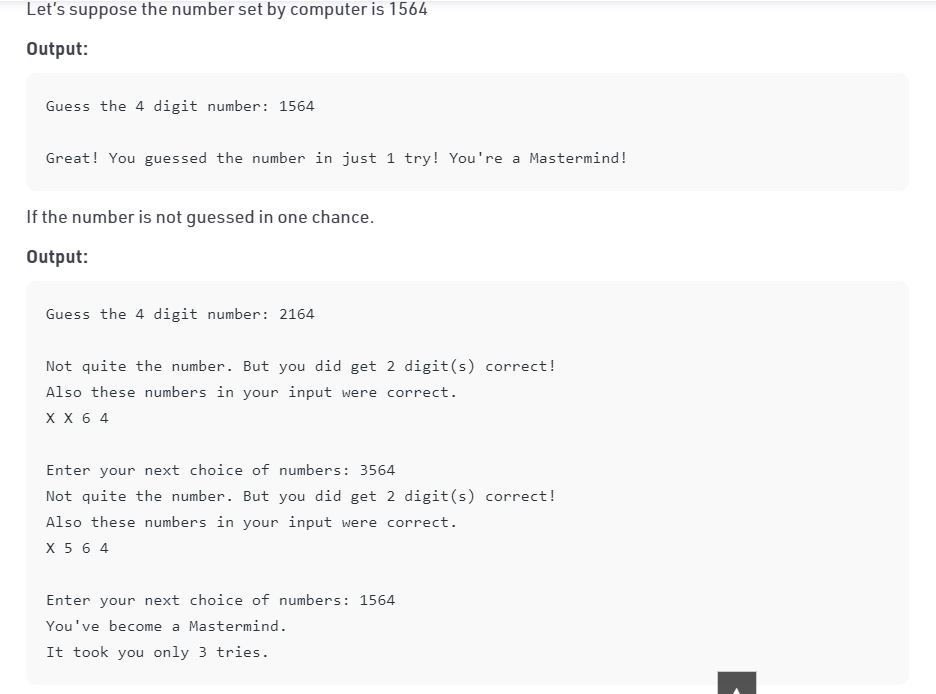 Let's suppose the number set by computer is 1564
Output:
Guess the 4 digit number: 1564
Great! You guessed the number in just 1 try! You're a Mastermind!
If the number is not guessed in one chance.
Output:
Guess the 4 digit number: 2164
Not quite the number. But you did get 2 digit(s) correct!
Also these numbers in your input were correct.
X X 6 4
Enter your next choice of numbers: 3564
Not quite the number. But you did get 2 digit(s) correct!
Also these numbers in your input were correct.
X 5 6 4
Enter your next choice of numbers: 1564
You've become a Mastermind.
It took you only 3 tries.